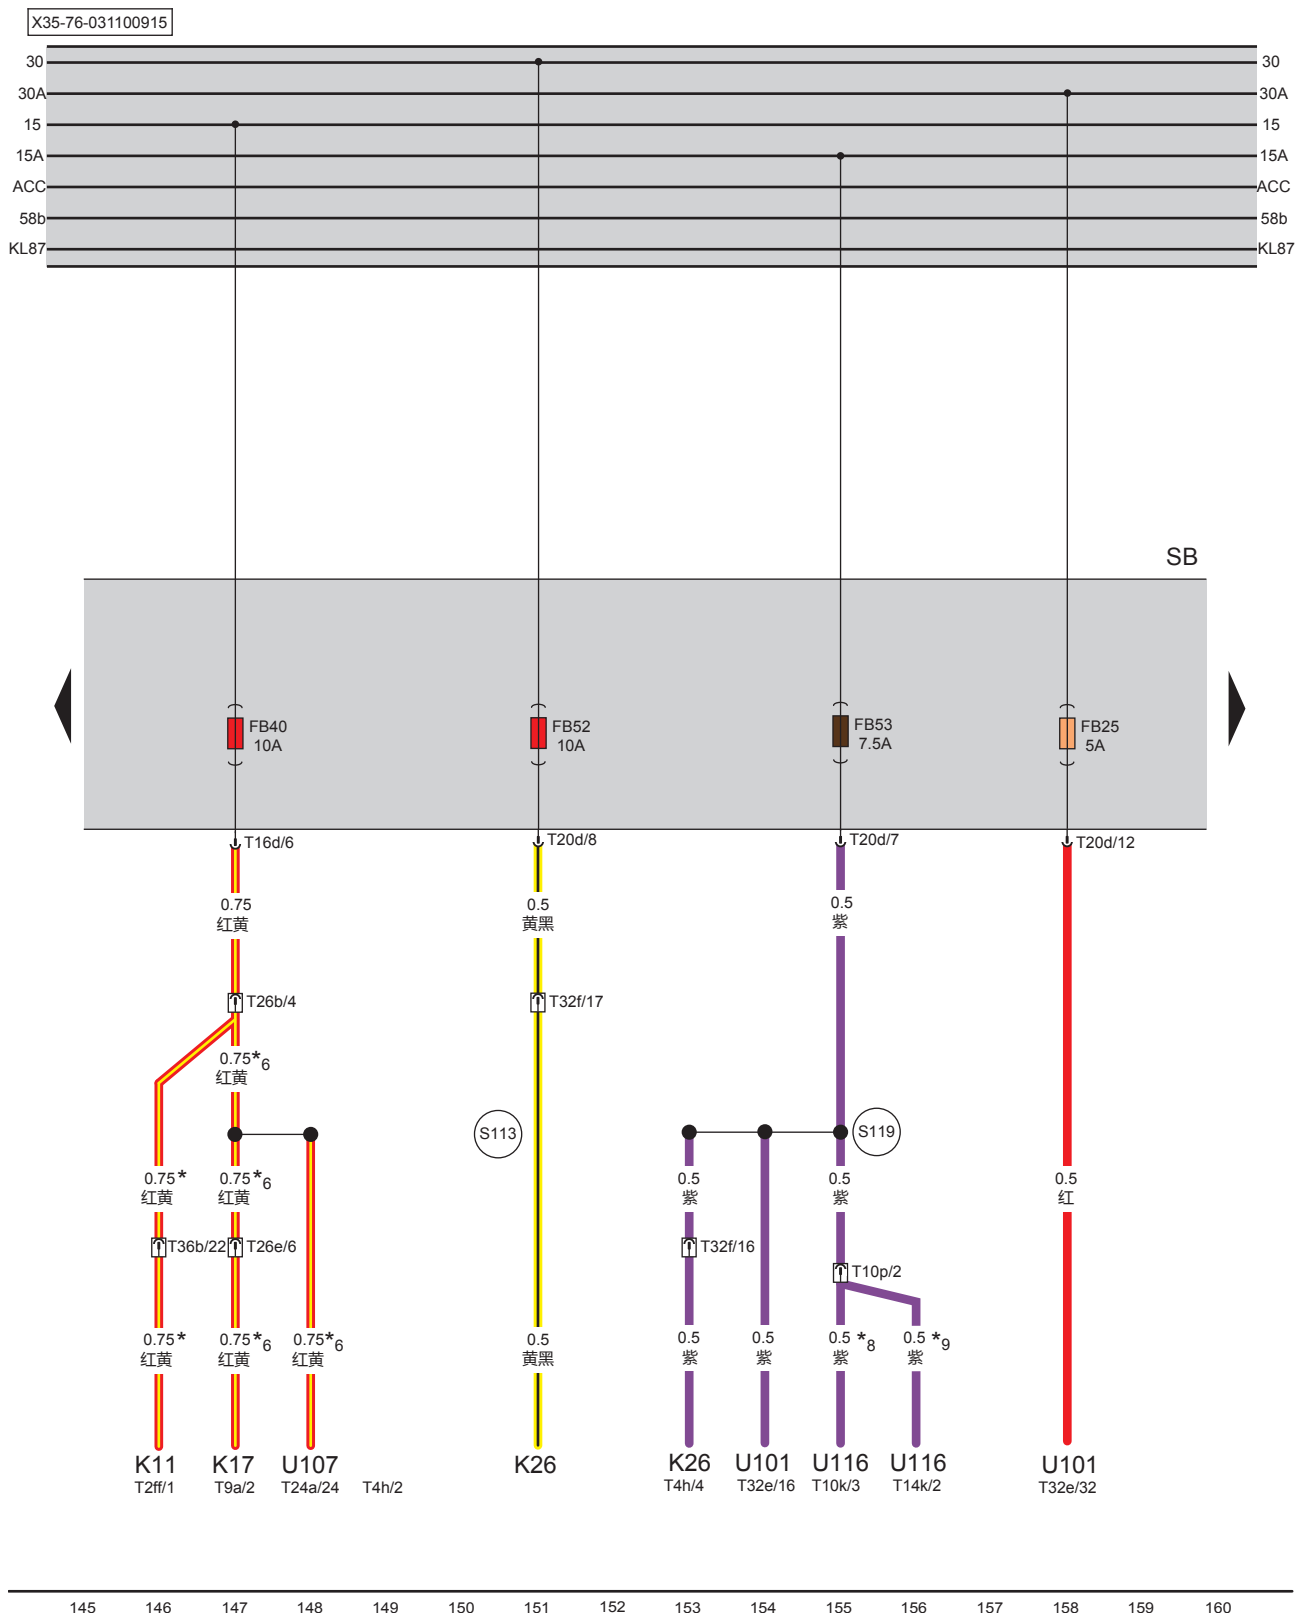 X35-76-031100915
30 30
30A 30A
15 15
15A 15A
ACC ACC
58b 58b
KL87 KL87
SB
FB40 FB52 FB53 FB25
10A 10A 7.5A 5A
T16d/6 T20d/8 T20d/7 T20d/12
0.75 0.5 0.5
红黄 黄黑 紫
T26b/4 T32f/17
0.75*6
红黄
S113 S119
0.75* 0.75*6 0.5 0.5 0.5
红黄 红黄 紫 紫 红
T36b/22 T26e/6 T32f/16
T10p/2
0.75* 0.75*6 0.75*6 0.5 0.5 0.5 0.5 *8 0.5 *9
红黄 红黄 红黄 黄黑 紫 紫 紫 紫
K11 K17 U107 K26 K26 U101 U116 U116 U101
T2ff/1 T9a/2 T24a/24 T4h/2 T4h/4 T32e/16 T10k/3 T14k/2 T32e/32
145 146 147 148 149 150 151 152 153 154 155 156 157 158 159 160